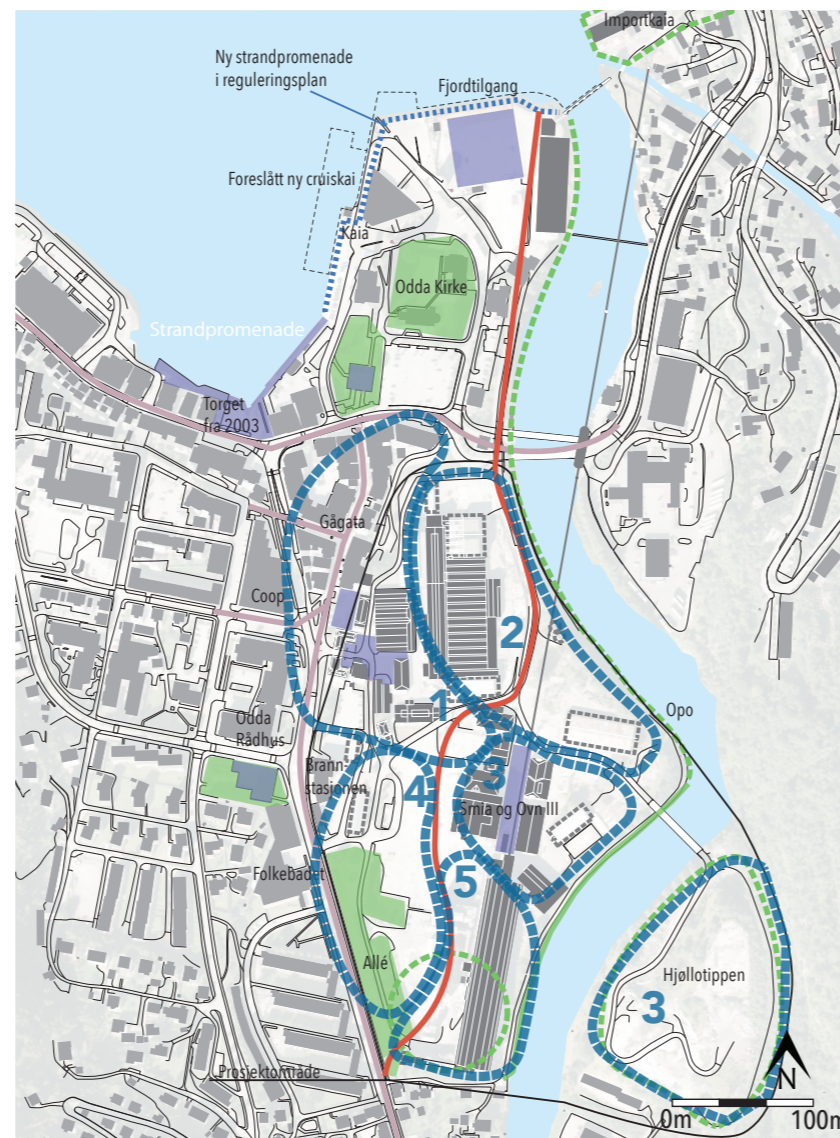 Importkaia
Ny strandpromenade
i reguleringsplan
Fjordtilgang
Foreslått ny cruiskai
Kaia
Odda Kirke
Strandpromenade
Torget
fra 2003
Gågata
Coop
2
1
Opo
Odda
Rådhus
Brann-
stasjonen
3
4
Smia og Ovn III
Folkebadet
5
Allé
Hjøllotippen
3
Prosjektområde
N
0m
100m